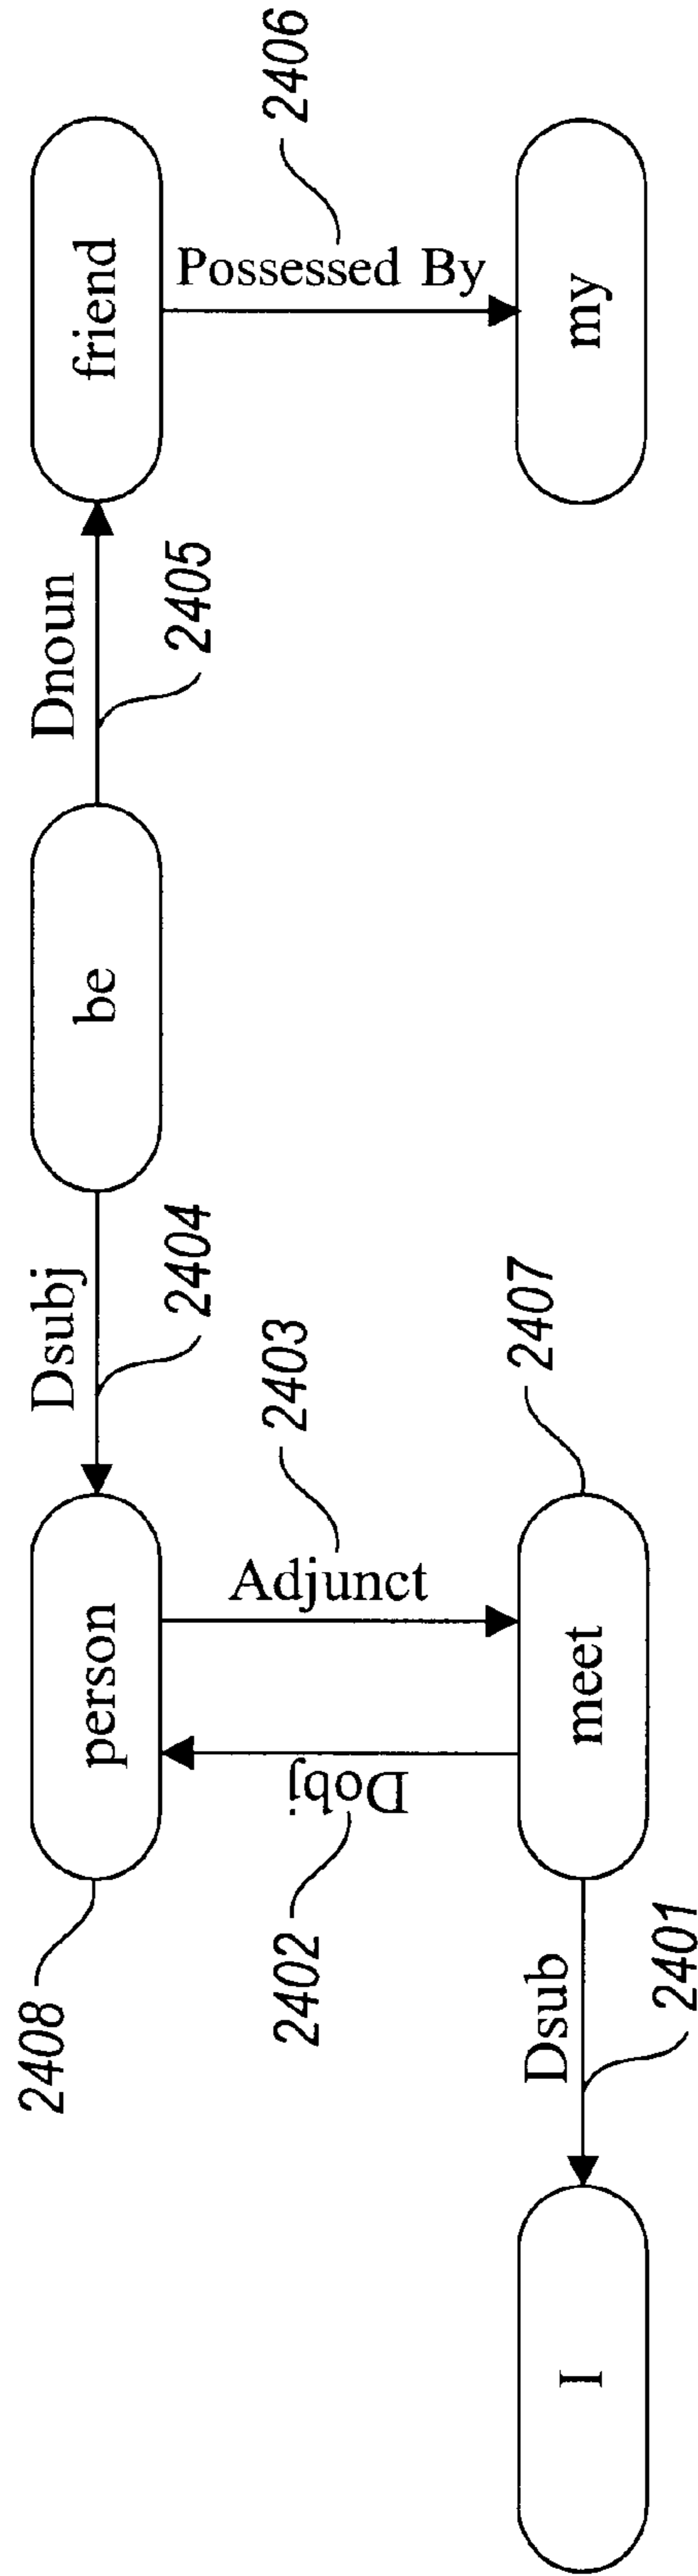 person
Dsubj
2404
be
Dnoun
2405
friend
2408
2402
Dobj
Adjunct
2403
Possessed By
2406
I
Dsub
2401
meet
2407
my